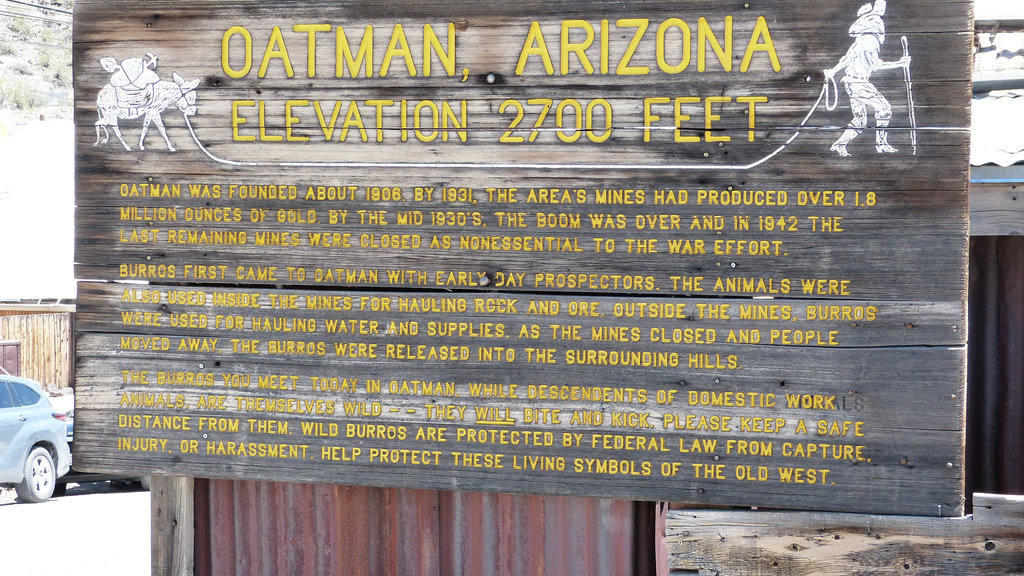 OATMAN, ARIZONA
ELEVATION 2700 FEET
OATMAN WAS FOUNDED ABOUT 1906. BY 1931, THE AREA'S MINES HAD PRODUCED OVER 1.8
MILLION OUNCES OF GOLD. BY THE MID 1930'S, THE BOOM WAS OVER AND IN 1942 THE
LAST REMAINING MINES WERE CLOSED AS NONESSENTIAL TO THE WAR EFFORT.
BURROS FIRST CAME TO OATMAN WITH EARLY DAY PROSPECTORS. THE ANIMALS WERE
ALSO USED INSIDE THE MINES FOR HAULING ROCK AND ORE. OUTSIDE THE MINES, BURROS
WERE USED FOR HAULING WATER AND SUPPLIES. AS THE MINES CLOSED AND PEOPLE
MOVED AWAY, THE BURROS WERE RELEASED INTO THE SURROUNDING HILLS.
THE BURROS YOU MEET TODAY IN OATMAN, WHILE DESCENDENTS OF DOMESTIC WORK
ANIMALS, ARE THEMSELVES WILD -- THEY WILL BITE AND KICK. PLEASE KEEP A SAFE
DISTANCE FROM THEM. WILD BURROS ARE PROTECTED BY FEDERAL LAW FROM CAPTURE,
INJURY, OR HARASSMENT. HELP PROTECT THESE LIVING SYMBOLS OF THE OLD WEST.